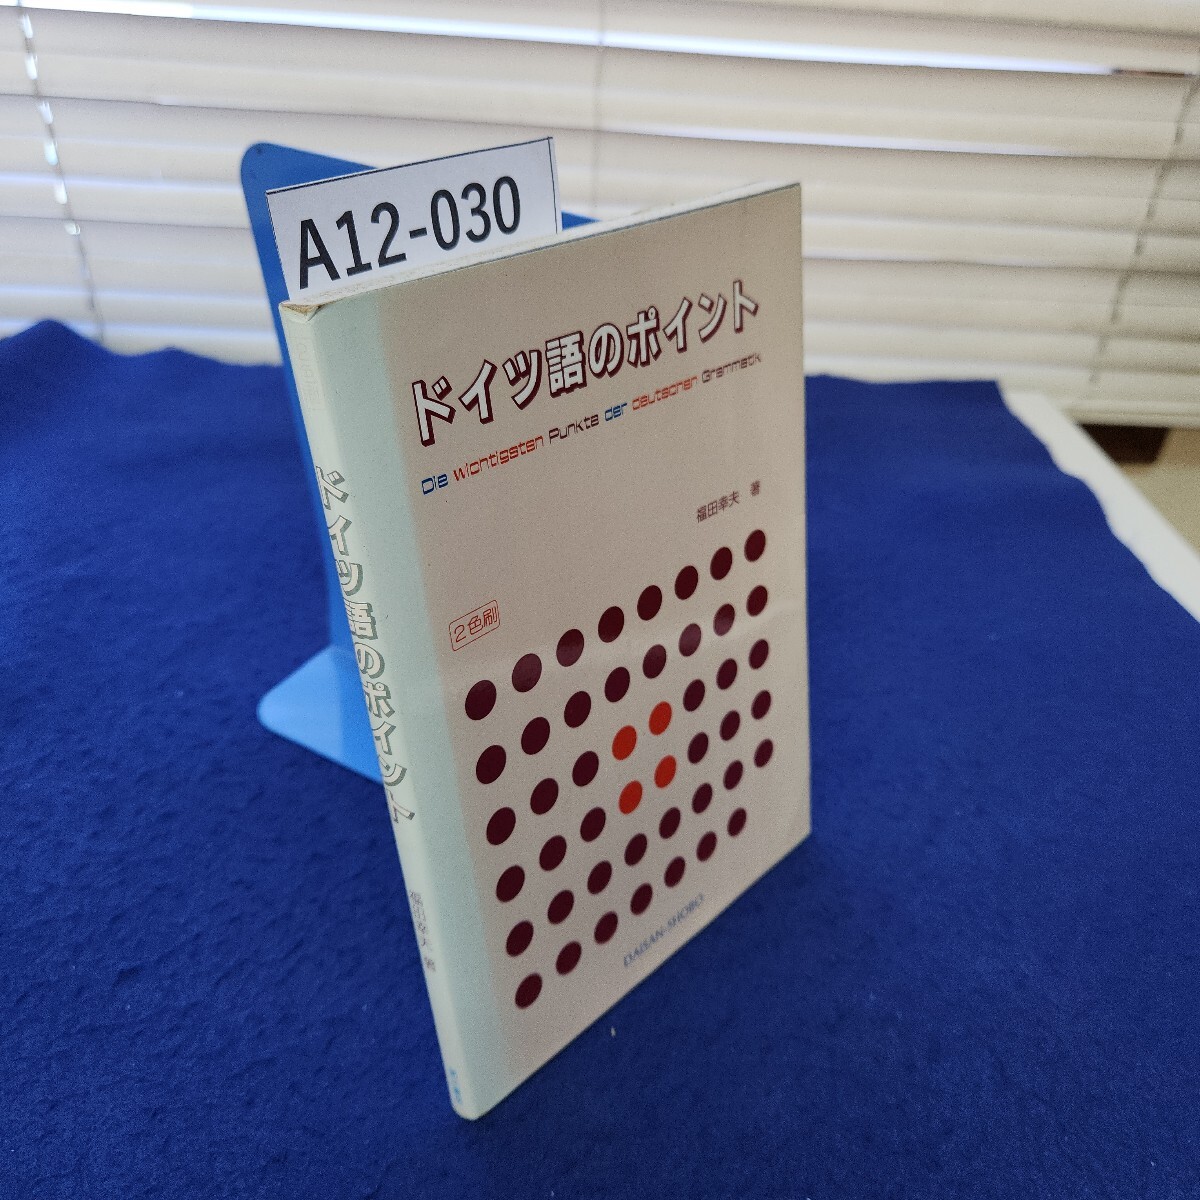 A12-030
ドイツ語のポイント
Die wichtigsten Punkte der deutschen Grammatik
福田幸夫 著
2色刷
DAISAN-SHOBO
ドイツ語のポイント
福田幸夫 著